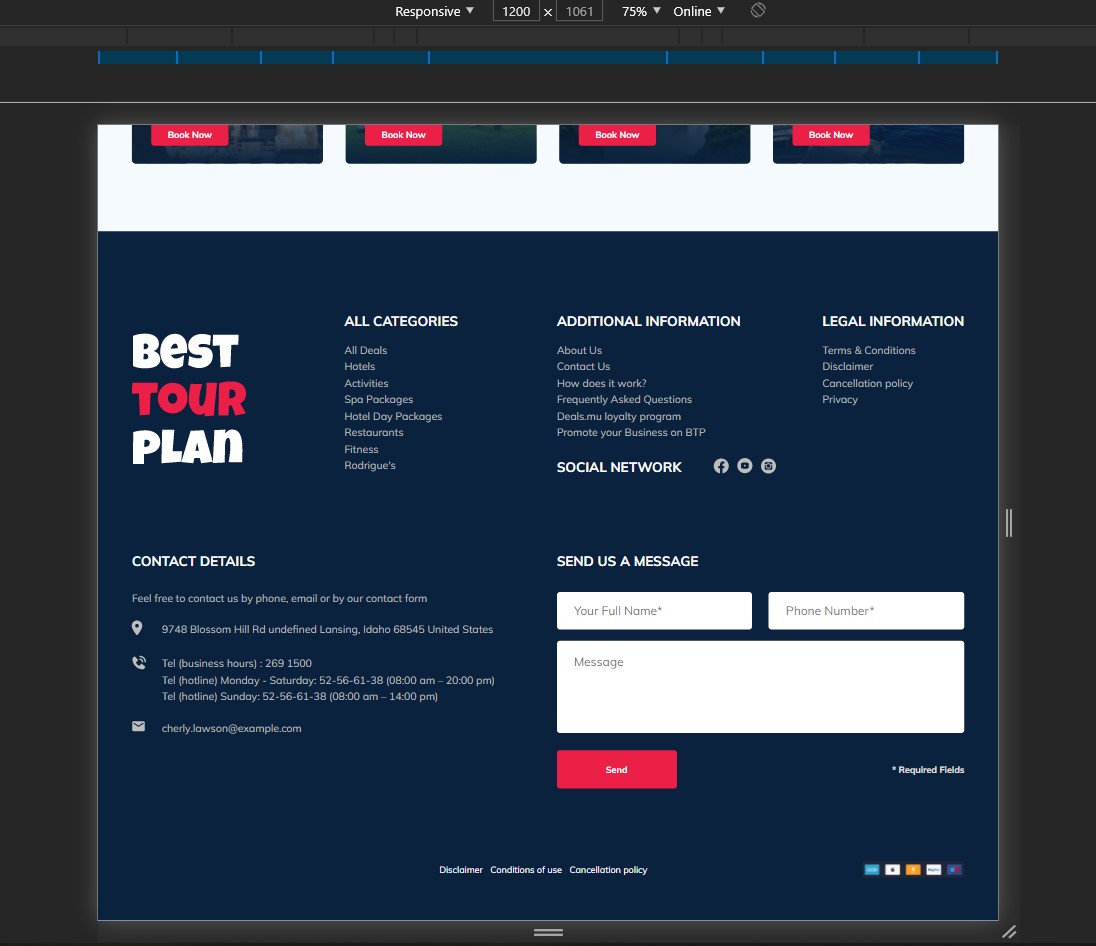 Responsive 1200 × 1061 75% Online
Book Now Book Now Book Now Book Now
BEST
TOUR
PLAN
ALL CATEGORIES
All Deals
Hotels
Activities
Spa Packages
Hotel Day Packages
Restaurants
Fitness
Rodrigue's
ADDITIONAL INFORMATION
About Us
Contact Us
How does it work?
Frequently Asked Questions
Deals.mu loyalty program
Promote your Business on BTP
SOCIAL NETWORK
LEGAL INFORMATION
Terms & Conditions
Disclaimer
Cancellation policy
Privacy
CONTACT DETAILS
Feel free to contact us by phone, email or by our contact form
9748 Blossom Hill Rd undefined Lansing, Idaho 68545 United States
Tel (business hours) : 269 1500
Tel (hotline) Monday - Saturday: 52-56-61-38 (08:00 am – 20:00 pm)
Tel (hotline) Sunday: 52-56-61-38 (08:00 am – 14:00 pm)
cherly.lawson@example.com
SEND US A MESSAGE
Your Full Name* Phone Number*
Message
Send * Required Fields
Disclaimer Conditions of use Cancellation policy